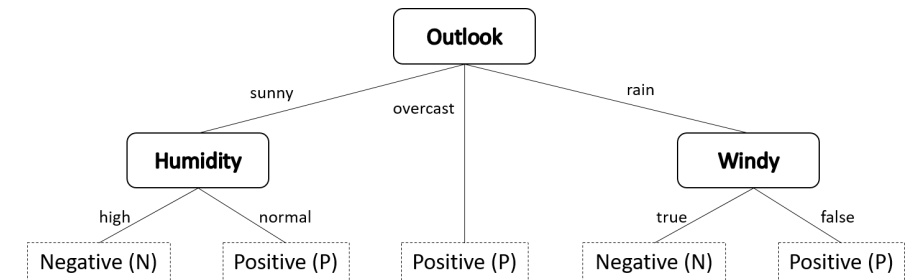 Outlook
sunny
overcast
rain
Humidity
Windy
high
normal
true
false
Negative (N)
Positive (P)
Positive (P)
Negative (N)
Positive (P)